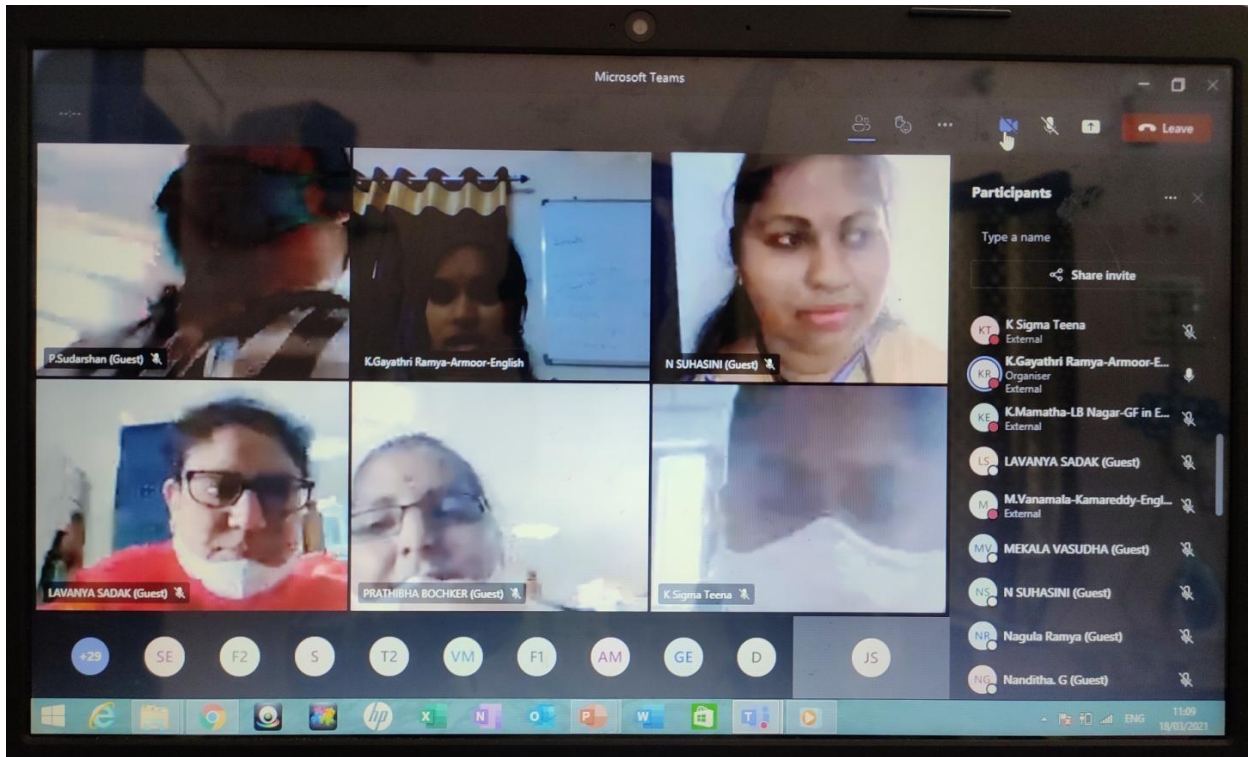 Microsoft Teams
--:--
Leave
P.Sudarshan (Guest)
K.Gayathri Ramya-Armoor-English
N SUHASINI (Guest)
LAVANYA SADAK (Guest)
PRATHIBHA BOCHKER (Guest)
K Sigma Teena
+29
SE
F2
S
T2
VM
F1
AM
GE
D
JS
Participants
Type a name
Share invite
KT
K Sigma Teena
External
KR
K.Gayathri Ramya-Armoor-E...
Organiser
External
KE
K.Mamatha-LB Nagar-GF in E...
External
LS
LAVANYA SADAK (Guest)
M
M.Vanamala-Kamareddy-Engl...
External
MV
MEKALA VASUDHA (Guest)
NS
N SUHASINI (Guest)
NR
Nagula Ramya (Guest)
NG
Nanditha. G (Guest)
hp
ENG
11:09
18/03/2021